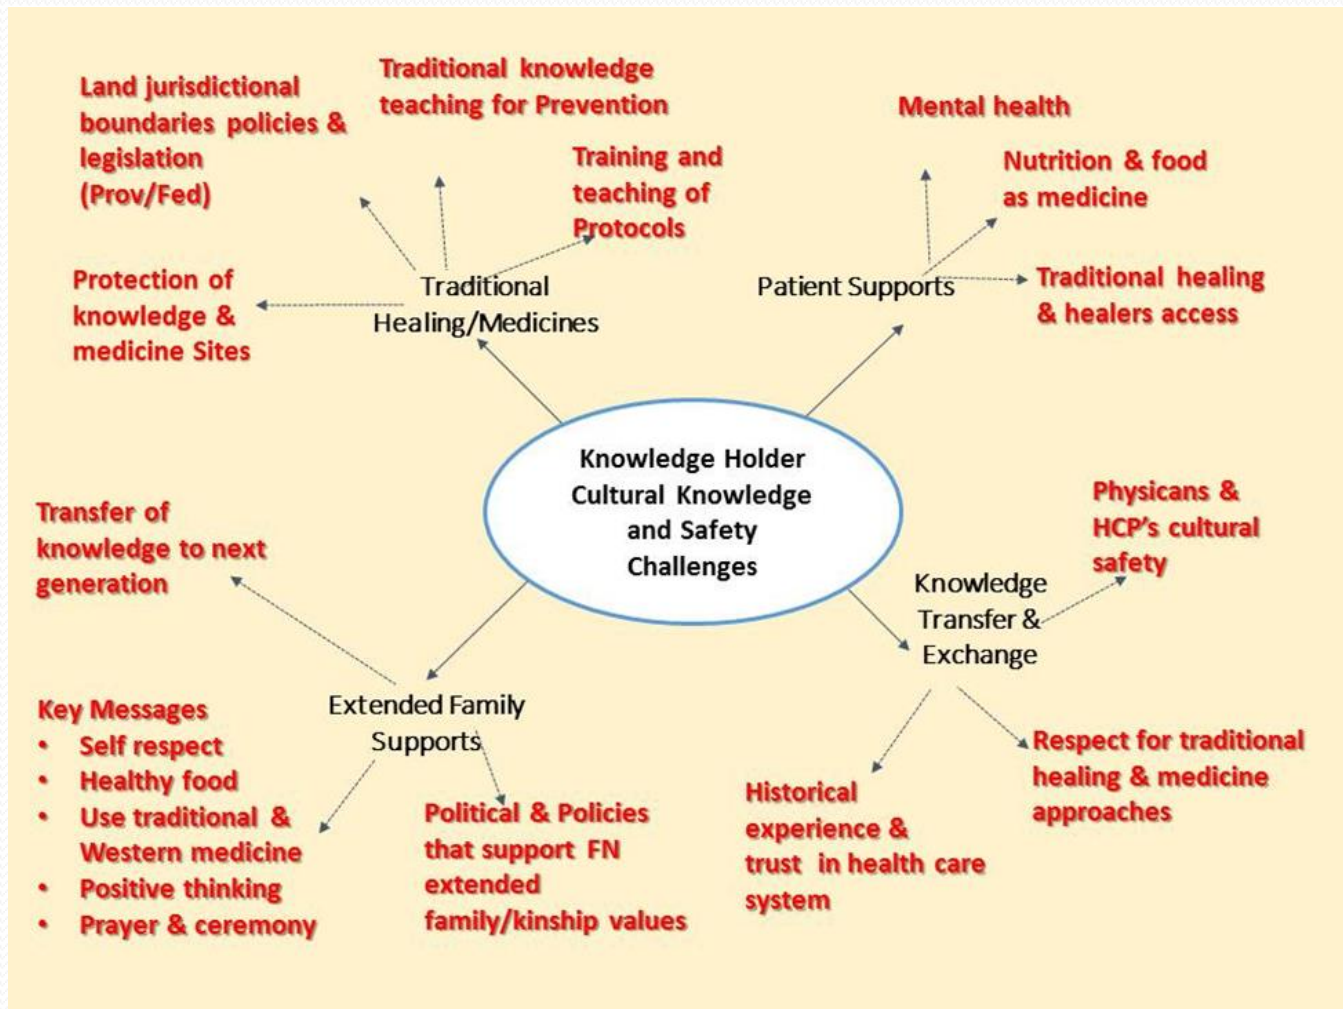 Land jurisdictional
boundaries policies &
legislation
(Prov/Fed)
Traditional knowledge
teaching for Prevention
Training and
teaching of
Protocols
Protection of
knowledge &
medicine Sites
Traditional
Healing/Medicines
Mental health
Nutrition & food
as medicine
Traditional healing
& healers access
Patient Supports
Knowledge Holder
Cultural Knowledge
and Safety
Challenges
Transfer of
knowledge to next
generation
Extended Family
Supports
Key Messages
• Self respect
• Healthy food
• Use traditional &
Western medicine
• Positive thinking
• Prayer & ceremony
Political & Policies
that support FN
extended
family/kinship values
Physicans &
HCP's cultural
safety
Knowledge
Transfer &
Exchange
Historical
experience &
trust in health care
system
Respect for traditional
healing & medicine
approaches